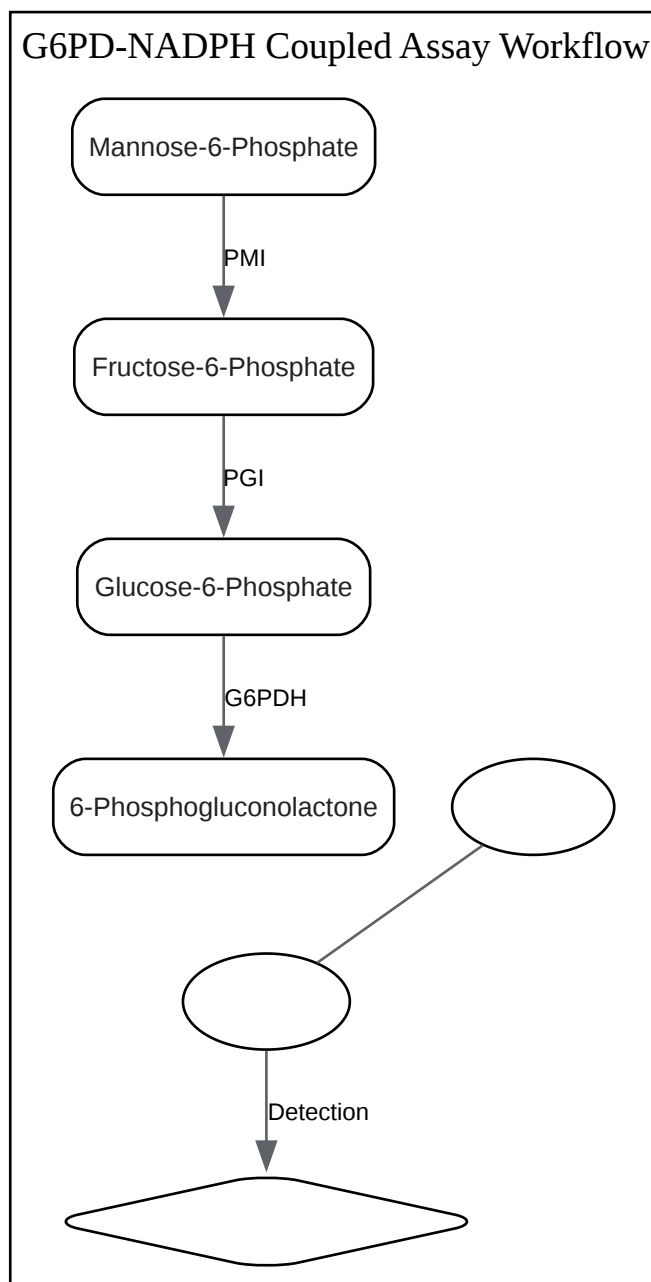 G6PD-NADPH Coupled Assay Workflow
Mannose-6-Phosphate
PMI
Fructose-6-Phosphate
PGI
Glucose-6-Phosphate
G6PDH
6-Phosphogluconolactone
Detection